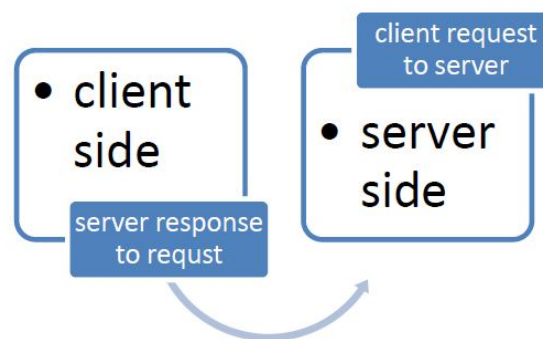 • client
side
server response
to requst
client request
to server
• server
side